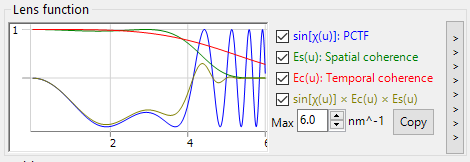 Lens function
1
2
4
6
sin[χ(u)]: PCTF
Es(u): Spatial coherence
Ec(u): Temporal coherence
sin[χ(u)] × Ec(u) × Es(u)
Max 6.0 nm^-1 Copy
>
>
>
>
>